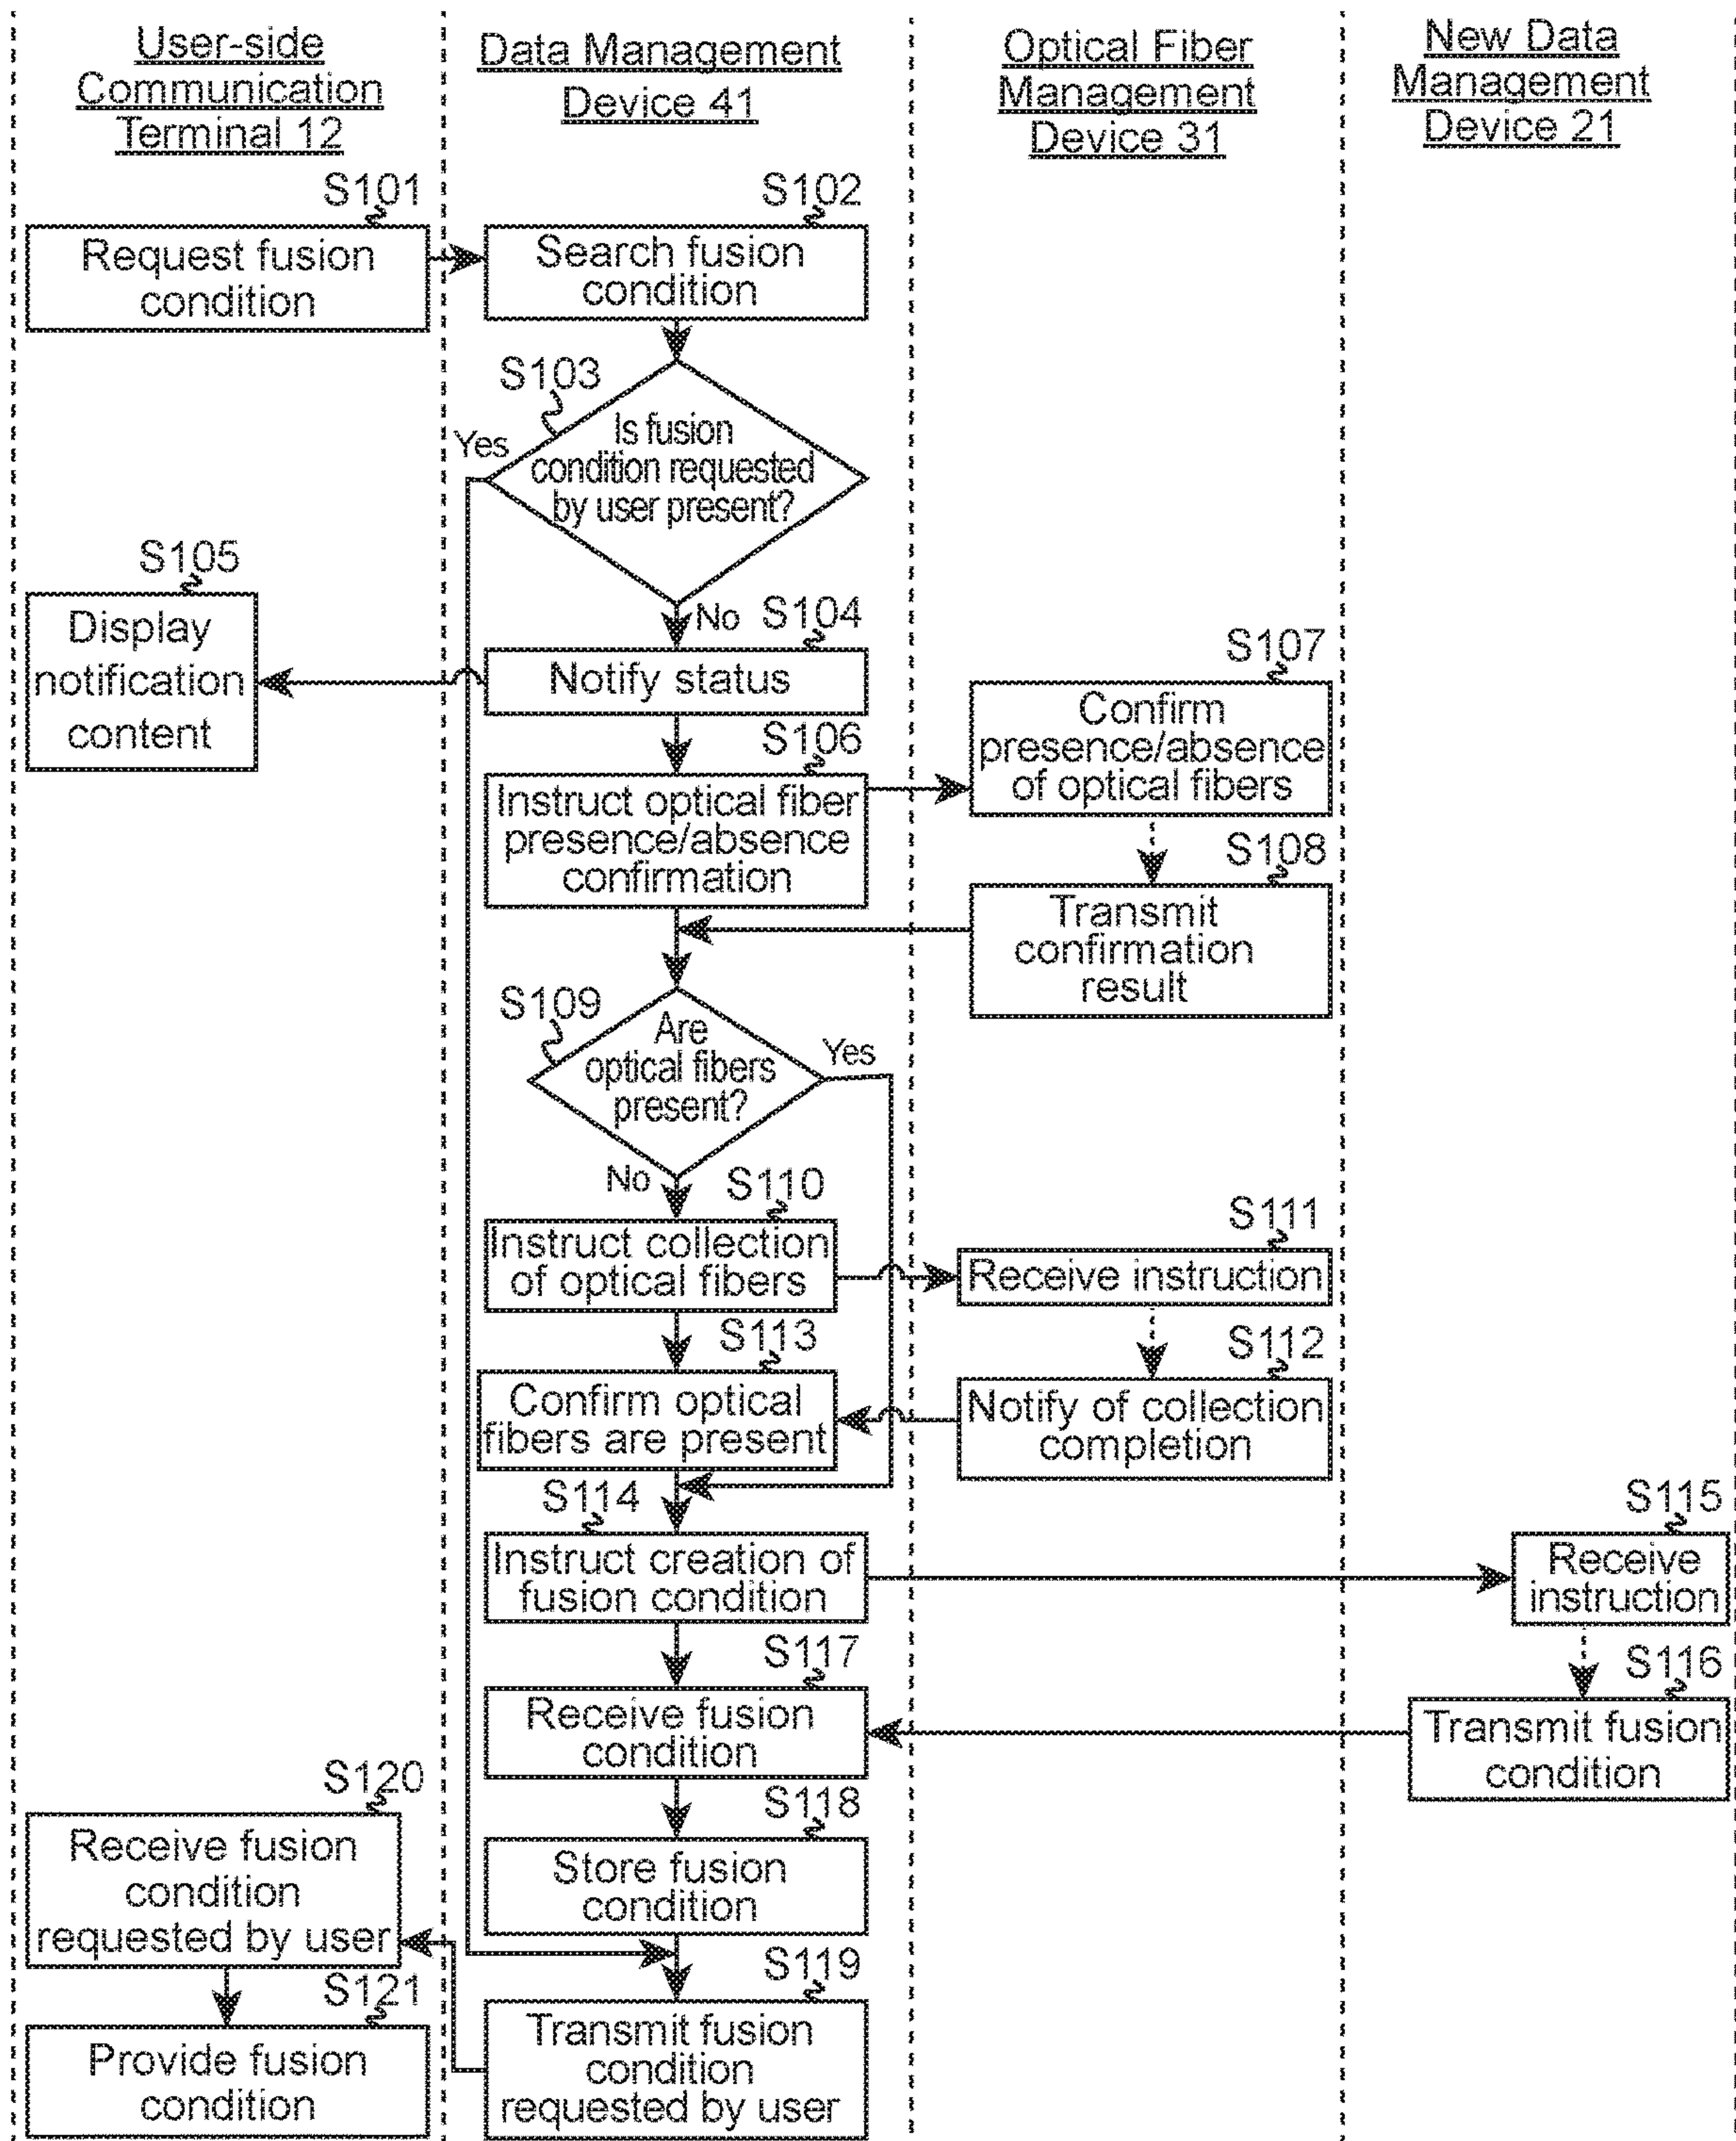 User-side
Communication
Terminal 12
Data Management
Device 41
Optical Fiber
Management
Device 31
New Data
Management
Device 21
S101
Request fusion
condition
S102
Search fusion
condition
S103
Is fusion
condition requested
by user present?
Yes
No
S104
Notify status
S105
Display
notification
content
S106
Instruct optical fiber
presence/absence
confirmation
S107
Confirm
presence/absence
of optical fibers
S108
Transmit
confirmation
result
S109
Are
optical fibers
present?
Yes
No
S110
Instruct collection
of optical fibers
S111
Receive instruction
S112
Notify of collection
completion
S113
Confirm optical
fibers are present
S114
Instruct creation of
fusion condition
S115
Receive
instruction
S116
Transmit fusion
condition
S117
Receive fusion
condition
S118
Store fusion
condition
S119
Transmit fusion
condition
requested by user
S120
Receive fusion
condition
requested by user
S121
Provide fusion
condition